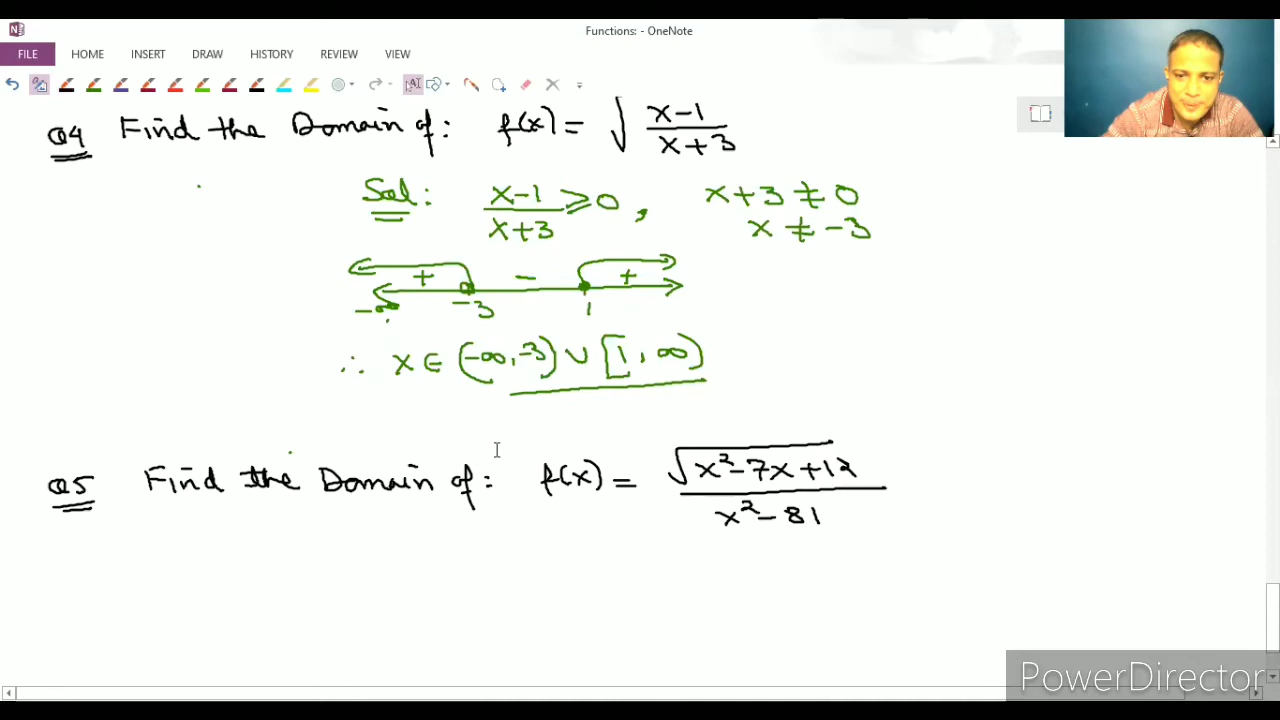 Functions: - OneNote
FILE HOME INSERT DRAW HISTORY REVIEW VIEW
Q4 Find the Domain of: f(x) = √ x-1 / x+3
Sol: x-1 / x+3 ≥ 0 , x+3 ≠ 0
x ≠ -3
+ - +
-∞ -3 1
∴ x ∈ (-∞, -3) ∪ [1, ∞)
Q5 Find the Domain of: f(x) = √x²-7x+12 / x²-81
PowerDirector